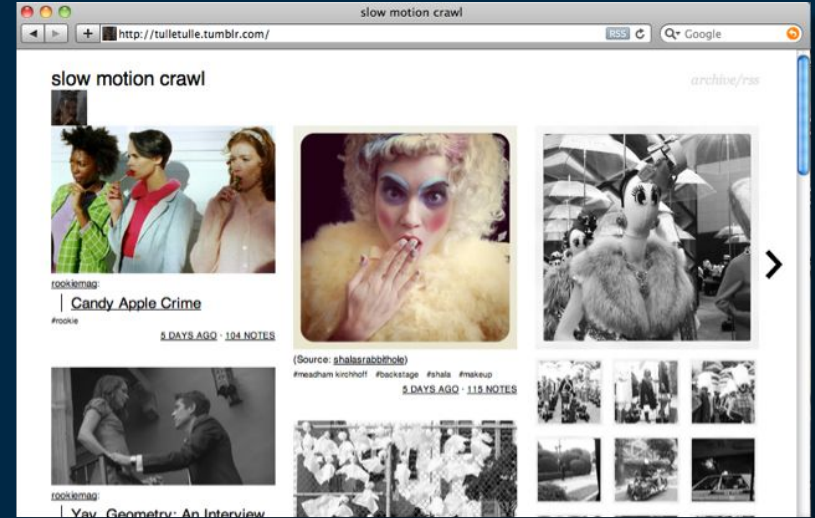 slow motion crawl
http://tulletulle.tumblr.com/
RSS
Google
slow motion crawl
archive/rss
rookiemag:
Candy Apple Crime
#rookie
5 DAYS AGO · 104 NOTES
(Source: shalasrabbithole)
#meadham kirchhoff #backstage #shala #makeup
5 DAYS AGO · 115 NOTES
rookiemag:
Yay, Geometry: An Interview